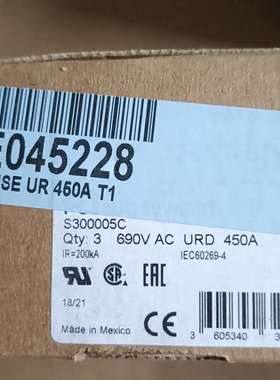 E045228
SE UR 450A T1
S300005C
Qty: 3 690V AC URD 450A
IR=200kA IEC60269-4
18/21
Made in Mexico
3 605340 3